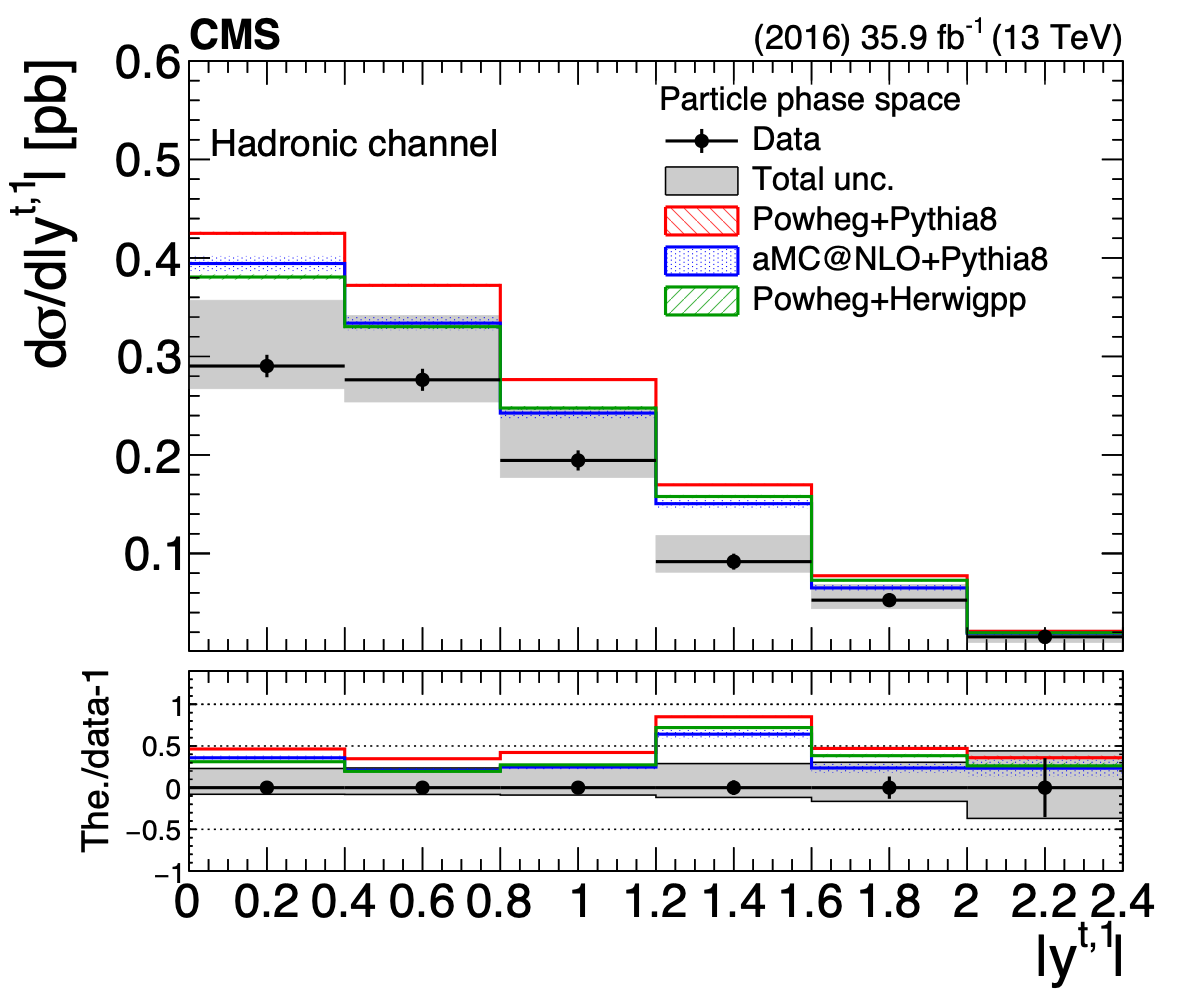 CMS (2016) 35.9 fb⁻¹ (13 TeV)
dσ/d|y^{t,1}| [pb]
0.6
0.5
0.4
0.3
0.2
0.1
Hadronic channel
Particle phase space
Data
Total unc.
Powheg+Pythia8
aMC@NLO+Pythia8
Powheg+Herwigpp
The./data-1
1
0.5
0
−0.5
−1
0 0.2 0.4 0.6 0.8 1 1.2 1.4 1.6 1.8 2 2.2 2.4
|y^{t,1}|